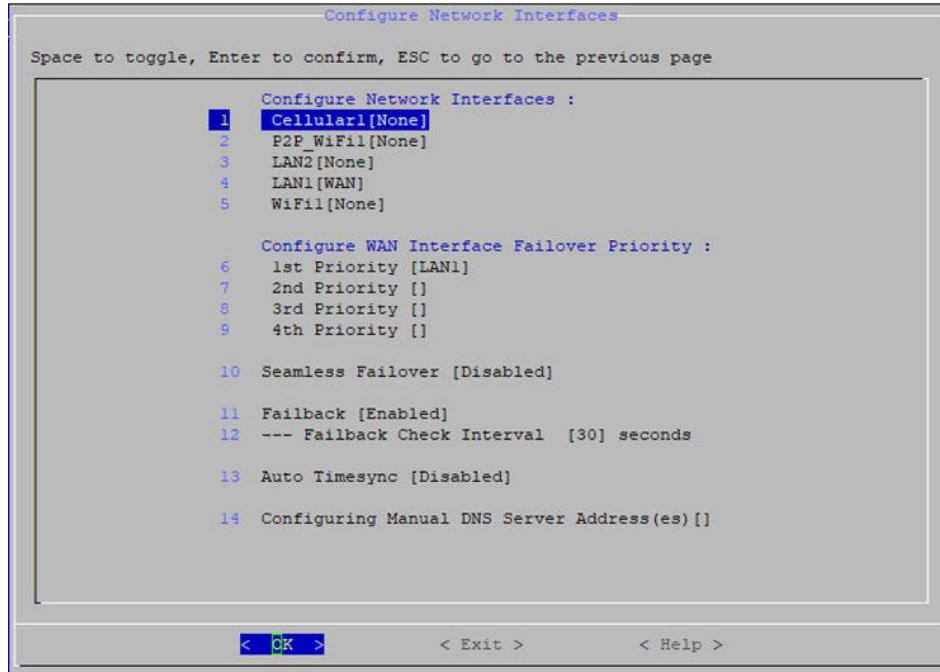 Configure Network Interfaces
Space to toggle, Enter to confirm, ESC to go to the previous page
Configure Network Interfaces :
1 Cellular1[None]
2 P2P_WiFi1[None]
3 LAN2[None]
4 LAN1[WAN]
5 WiFi1[None]
Configure WAN Interface Failover Priority :
6 1st Priority [LAN1]
7 2nd Priority []
8 3rd Priority []
9 4th Priority []
10 Seamless Failover [Disabled]
11 Failback [Enabled]
12 --- Failback Check Interval [30] seconds
13 Auto Timesync [Disabled]
14 Configuring Manual DNS Server Address(es)[]
< OK > < Exit > < Help >